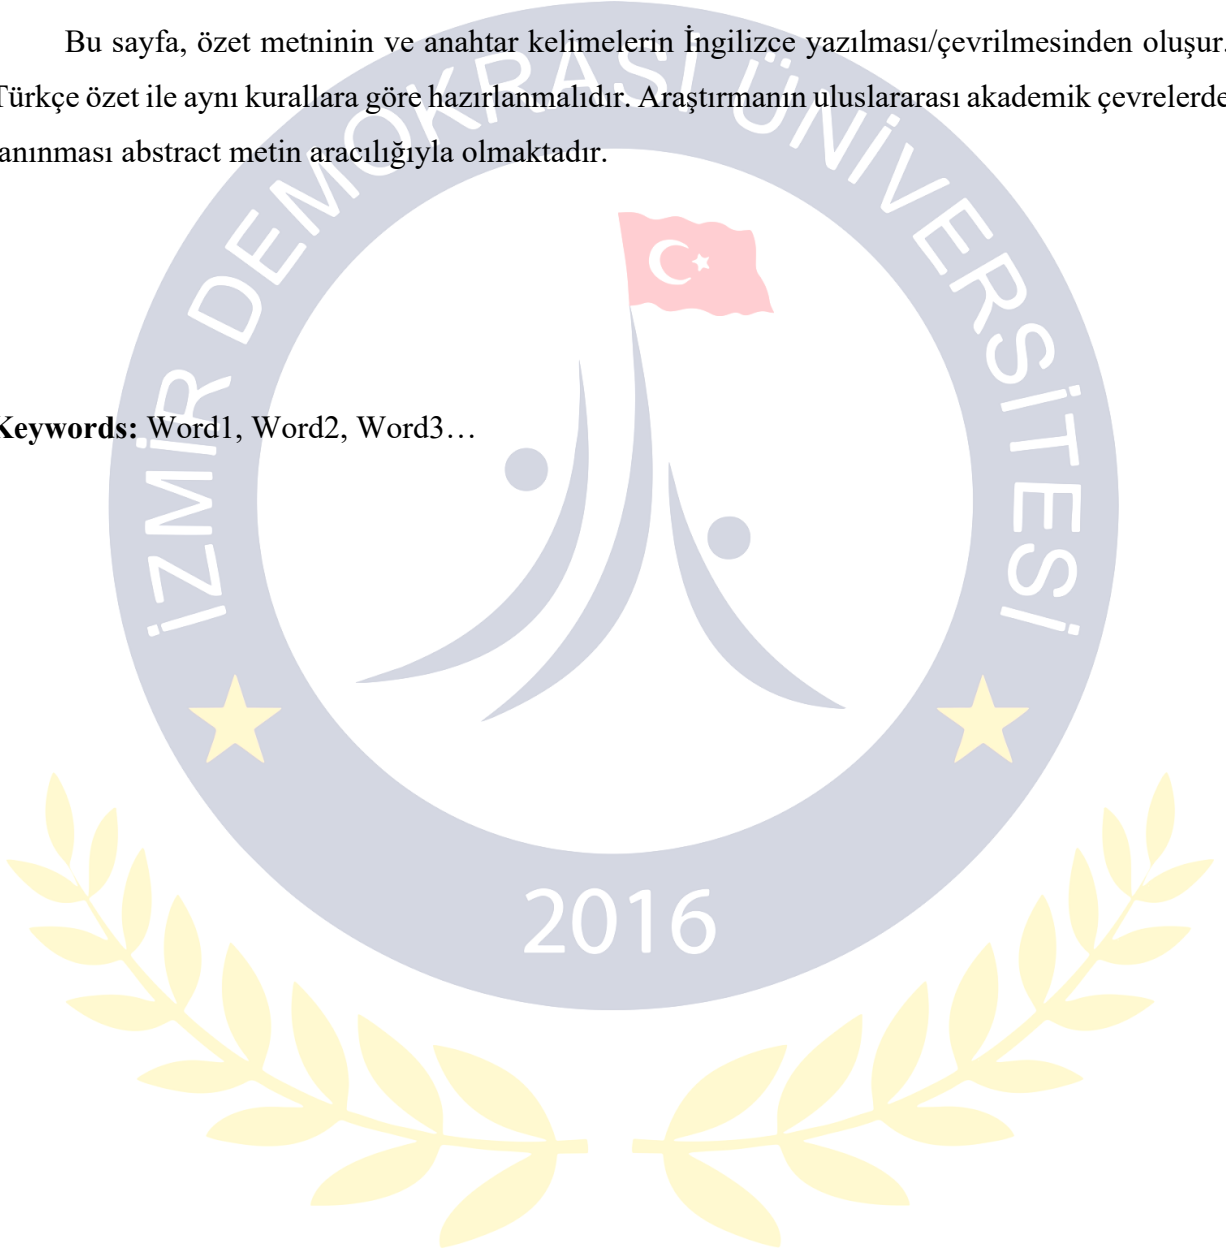 Bu sayfa, özet metninin ve anahtar kelimelerin İngilizce yazılması/çevrilmesinden oluşur.
Türkçe özet ile aynı kurallara göre hazırlanmalıdır. Araştırmanın uluslararası akademik çevrelerde
tanınması abstract metin aracılığıyla olmaktadır.
Keywords: Word1, Word2, Word3…
İZMİR DEMOKRASİ ÜNİVERSİTESİ
2016